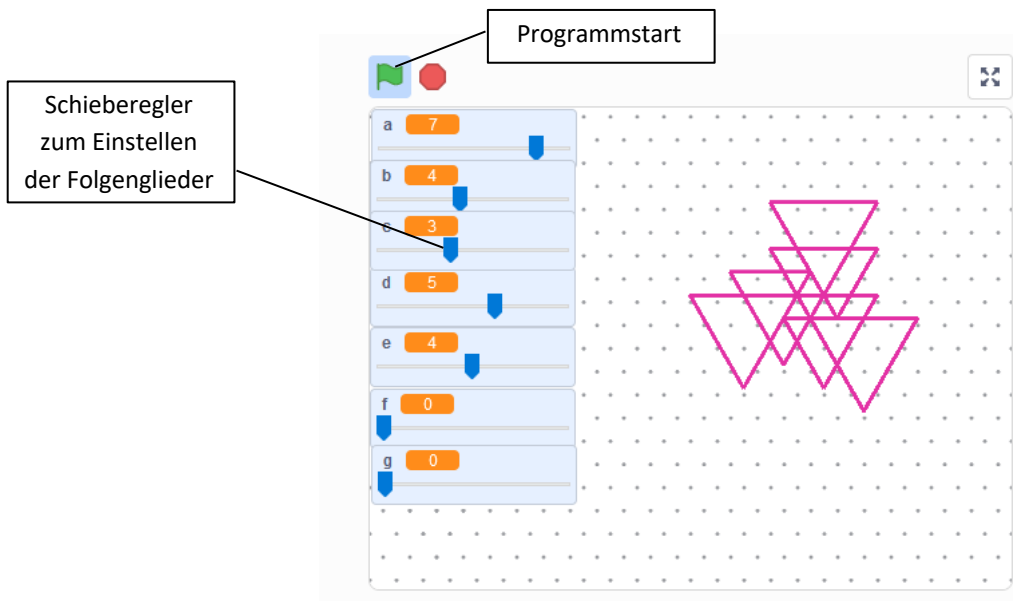 Programmstart
Schieberegler
zum Einstellen
der Folgenglieder
a 7
b 4
c 3
d 5
e 4
f 0
g 0